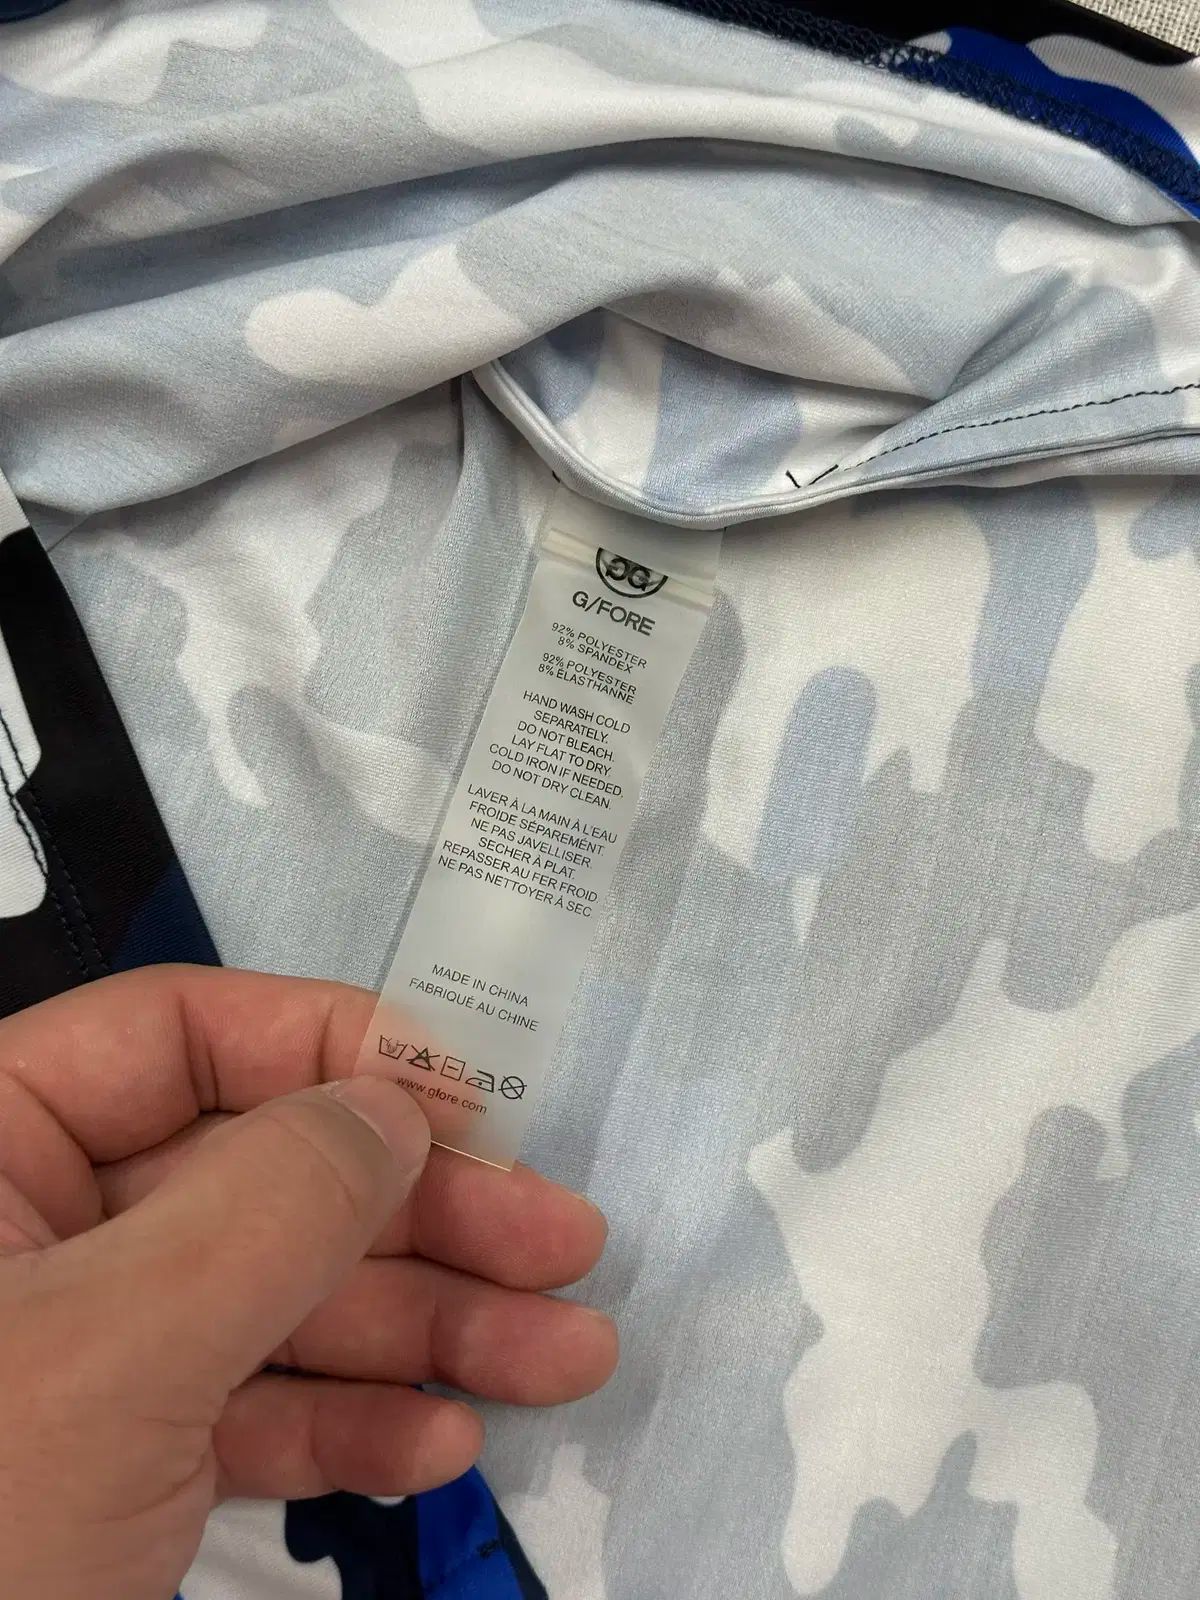 G/FORE
92% POLYESTER
8% SPANDEX
92% POLYESTER
8% ÉLASTHANNE
HAND WASH COLD
SEPARATELY.
DO NOT BLEACH.
LAY FLAT TO DRY.
COLD IRON IF NEEDED.
DO NOT DRY CLEAN.
LAVER À LA MAIN À L'EAU
FROIDE SÉPARÉMENT.
NE PAS JAVELLISER.
SECHER À PLAT.
REPASSER AU FER FROID
NE PAS NETTOYER À SEC.
MADE IN CHINA
FABRIQUÉ AU CHINE
www.gfore.com